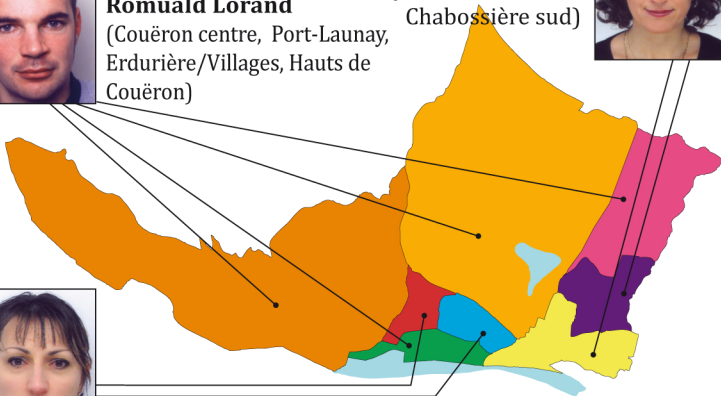 Romuald Lorand
(Couëron centre, Port-Launay,
Erdurière/Villages, Hauts de
Couëron)
Chabossière sud)